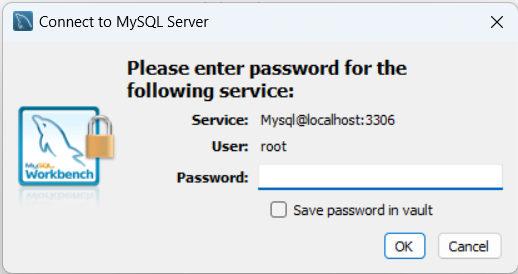 Connect to MySQL Server
Please enter password for the
following service:
Service: Mysql@localhost:3306
User: root
MySQL
Workbench
Password:
Save password in vault
OK Cancel